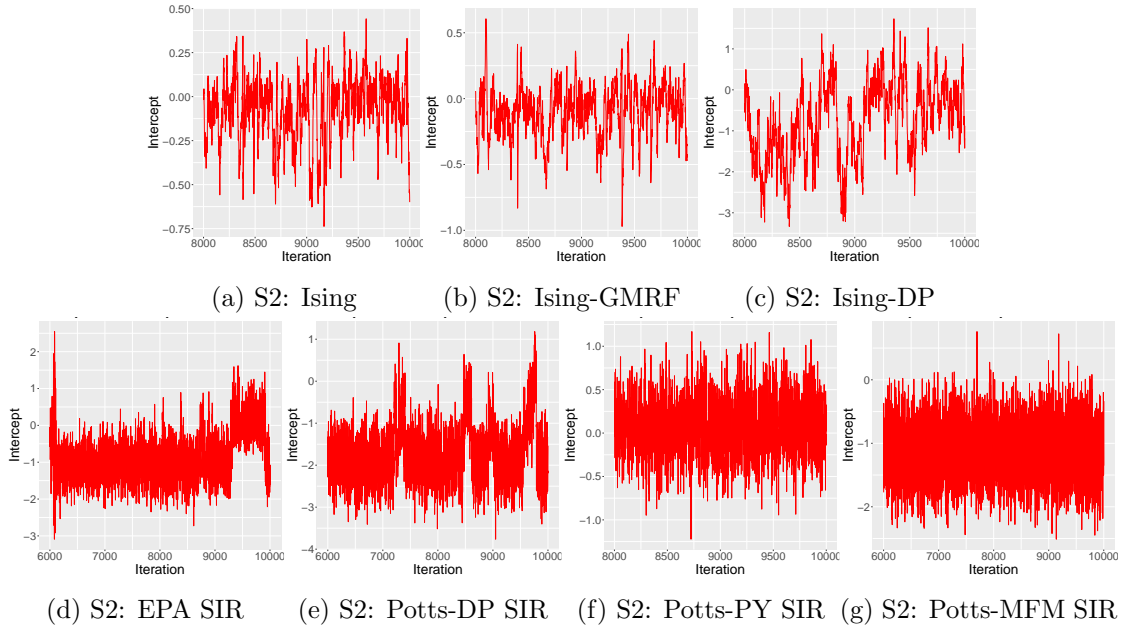 0.50
0.25
0.00
−0.25
−0.50
−0.75
Intercept
8000 8500 9000 9500 10000
Iteration
0.5
0.0
−0.5
−1.0
Intercept
8000 8500 9000 9500 10000
Iteration
1
0
−1
−2
−3
Intercept
8000 8500 9000 9500 10000
Iteration
(a) S2: Ising (b) S2: Ising-GMRF (c) S2: Ising-DP
2
1
0
−1
−2
−3
Intercept
6000 7000 8000 9000 10000
Iteration
1
0
−1
−2
−3
−4
Intercept
6000 7000 8000 9000 10000
Iteration
1.0
0.5
0.0
−0.5
−1.0
Intercept
8000 8500 9000 9500 10000
Iteration
0
−1
−2
Intercept
6000 7000 8000 9000 10000
Iteration
(d) S2: EPA SIR (e) S2: Potts-DP SIR (f) S2: Potts-PY SIR (g) S2: Potts-MFM SIR